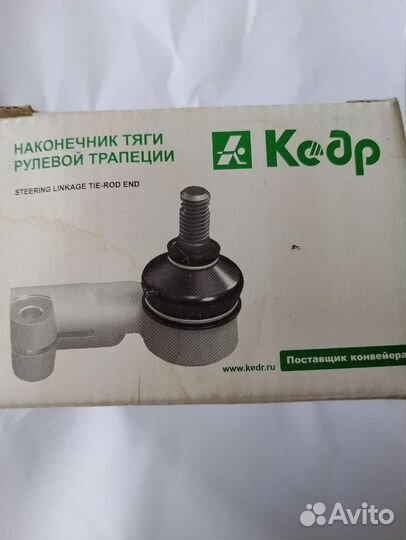 НАКОНЕЧНИК ТЯГИ
РУЛЕВОЙ ТРАПЕЦИИ
STEERING LINKAGE TIE-ROD END
Кедр
Поставщик конвейера
www.kedr.ru
Avito